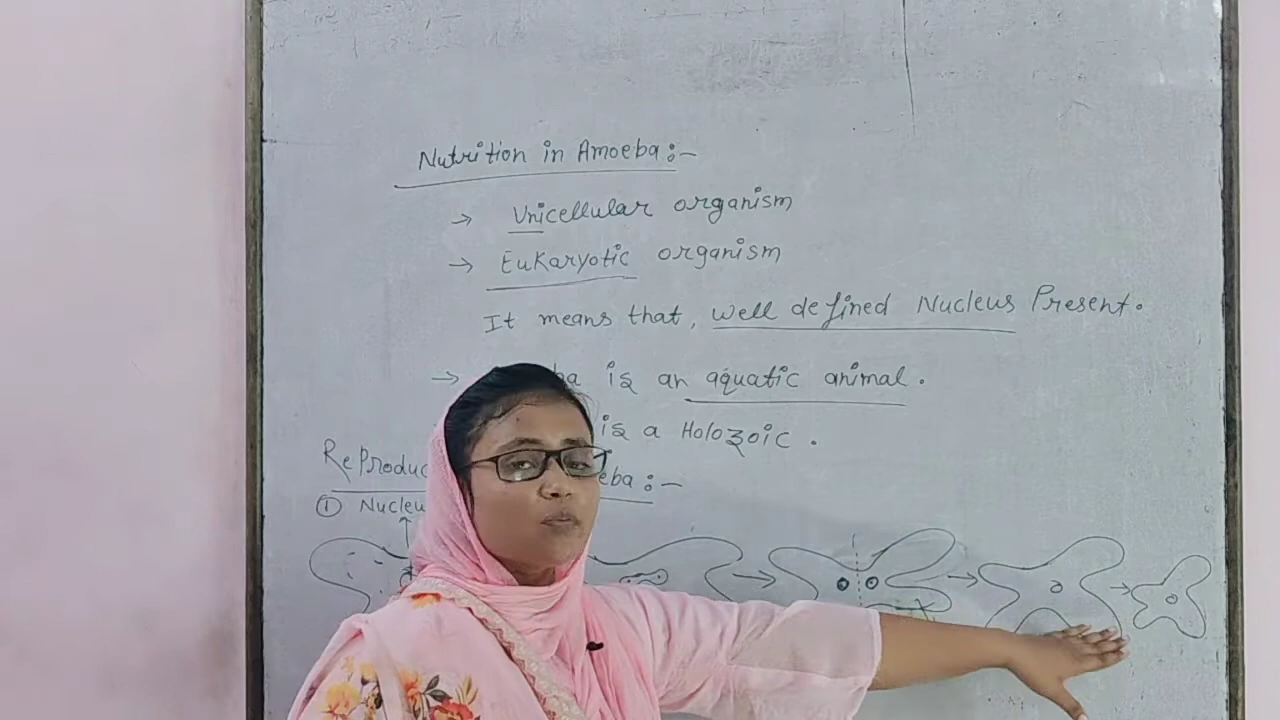 Nutrition in Amoeba:-
→ Unicellular organism
→ Eukaryotic organism
It means that, well defined Nucleus Present.
→ ba is an aquatic animal.
is a Holozoic.
Reproduc eba:-
① Nucleu